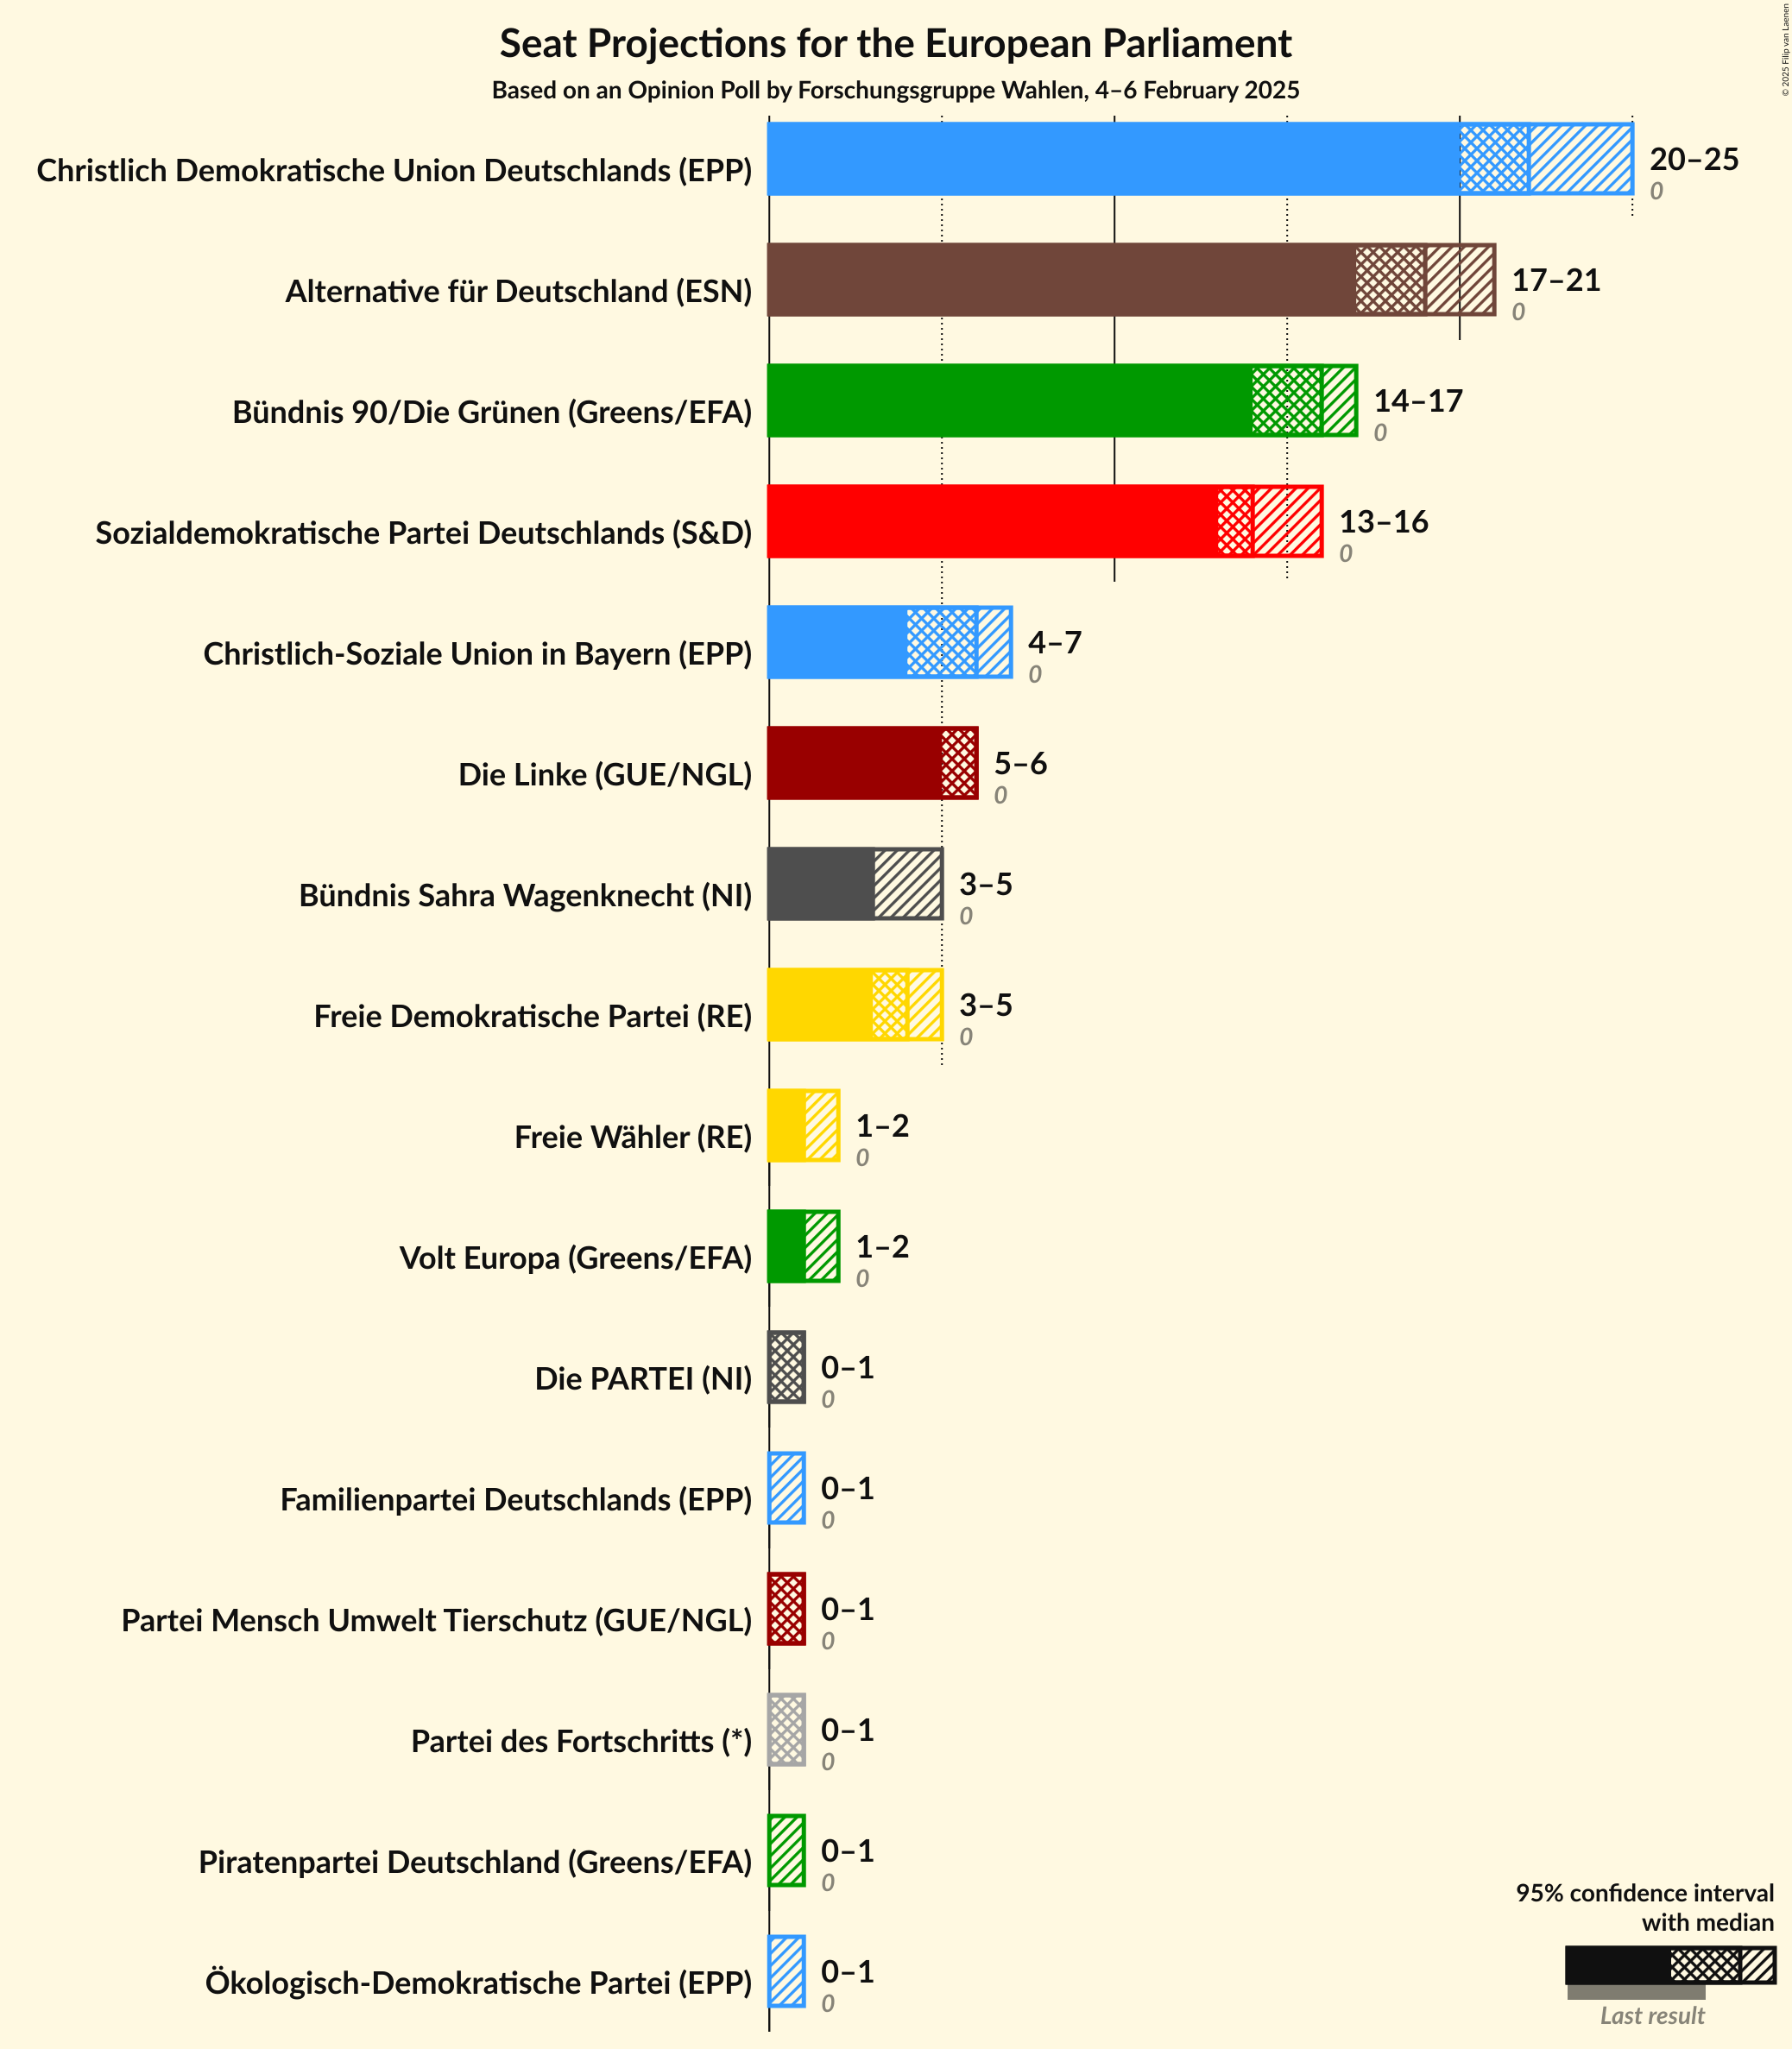 Seat Projections for the European Parliament
Based on an Opinion Poll by Forschungsgruppe Wahlen, 4–6 February 2025
© 2025 Filip van Laenen
Christlich Demokratische Union Deutschlands (EPP)
20–25
0
Alternative für Deutschland (ESN)
17–21
0
Bündnis 90/Die Grünen (Greens/EFA)
14–17
0
Sozialdemokratische Partei Deutschlands (S&D)
13–16
0
Christlich-Soziale Union in Bayern (EPP)
4–7
0
Die Linke (GUE/NGL)
5–6
0
Bündnis Sahra Wagenknecht (NI)
3–5
0
Freie Demokratische Partei (RE)
3–5
0
Freie Wähler (RE)
1–2
0
Volt Europa (Greens/EFA)
1–2
0
Die PARTEI (NI)
0–1
0
Familienpartei Deutschlands (EPP)
0–1
0
Partei Mensch Umwelt Tierschutz (GUE/NGL)
0–1
0
Partei des Fortschritts (*)
0–1
0
Piratenpartei Deutschland (Greens/EFA)
0–1
0
Ökologisch-Demokratische Partei (EPP)
0–1
0
95% confidence interval
with median
Last result